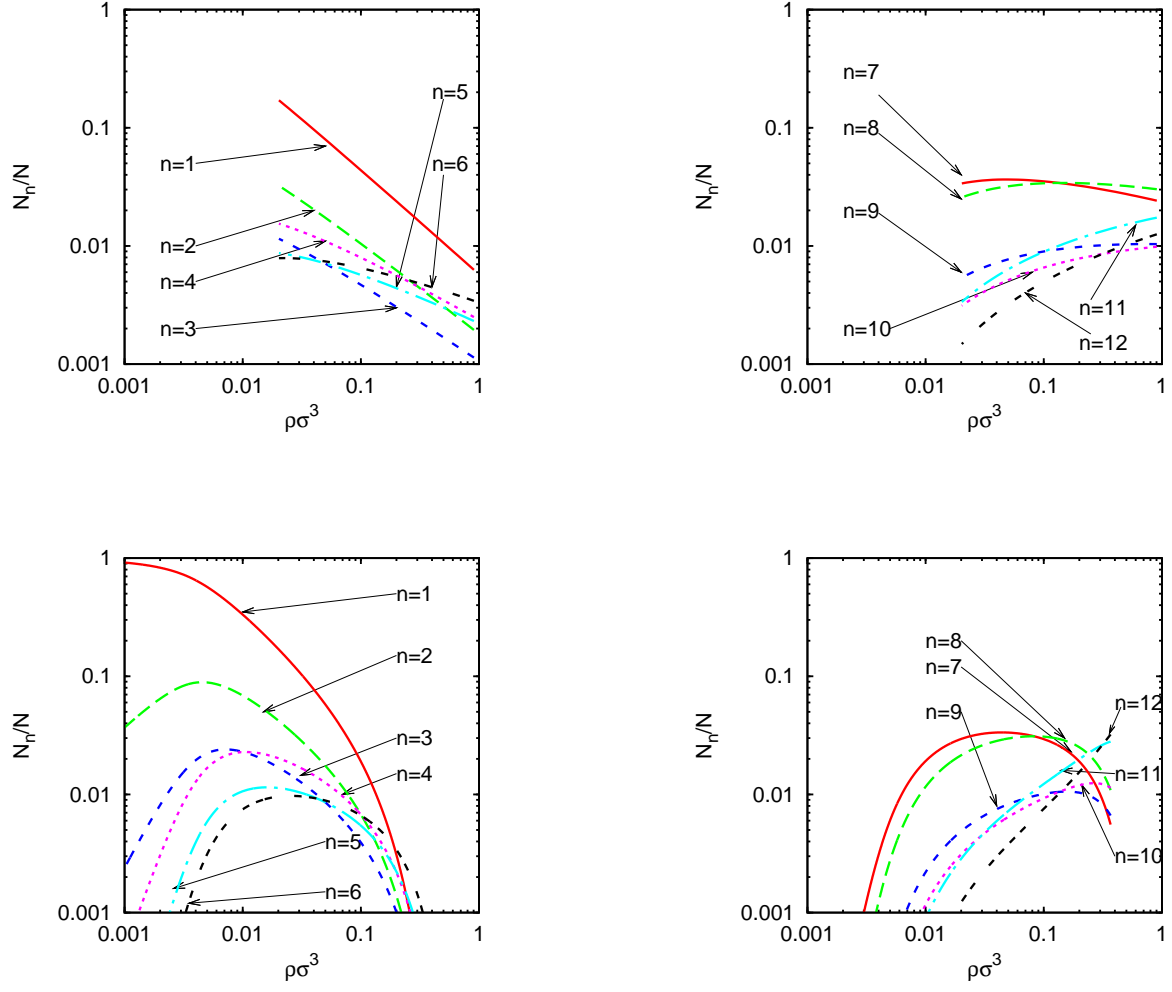 1
0.1
0.01
0.001
0.001
0.01
0.1
1
N_n/N
ρσ^3
n=1
n=2
n=4
n=3
n=5
n=6
1
0.1
0.01
0.001
0.001
0.01
0.1
1
N_n/N
ρσ^3
n=7
n=8
n=9
n=10
n=11
n=12
1
0.1
0.01
0.001
0.001
0.01
0.1
1
N_n/N
ρσ^3
n=1
n=2
n=3
n=4
n=5
n=6
1
0.1
0.01
0.001
0.001
0.01
0.1
1
N_n/N
ρσ^3
n=8
n=7
n=9
n=12
n=11
n=10